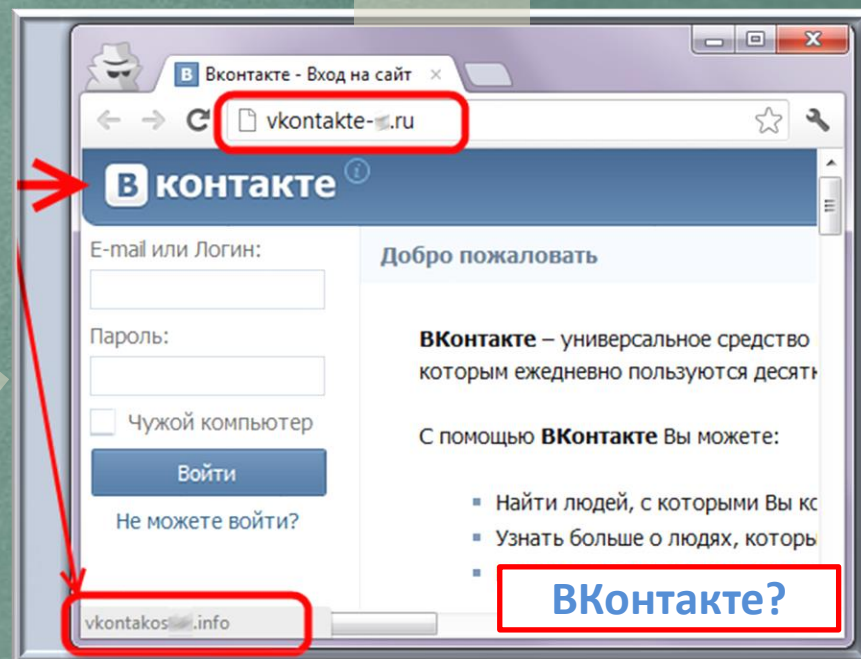 Вконтакте - Вход на сайт
vkontakte- .ru
В контакте
E-mail или Логин:
Пароль:
Чужой компьютер
Войти
Не можете войти?
Добро пожаловать
ВКонтакте – универсальное средство
которым ежедневно пользуются десятк
С помощью ВКонтакте Вы можете:
Найти людей, с которыми Вы кс
Узнать больше о людях, которы
vkontakos .info
ВКонтакте?